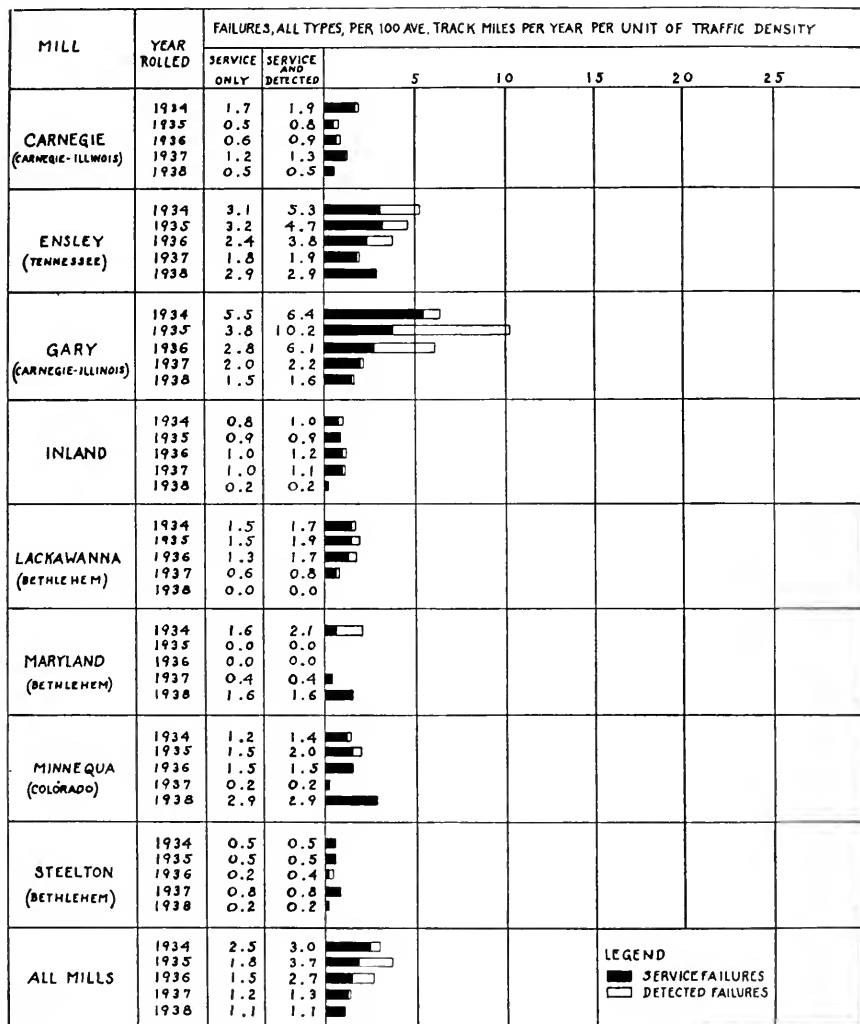 FAILURES, ALL TYPES, PER 100 AVE. TRACK MILES PER YEAR PER UNIT OF TRAFFIC DENSITY
MILL YEAR ROLLED SERVICE ONLY SERVICE AND DETECTED 5 10 15 20 25
CARNEGIE
(CARNEGIE-ILLINOIS)
1934 1.7 1.9
1935 0.5 0.8
1936 0.6 0.9
1937 1.2 1.3
1938 0.5 0.5
ENSLEY
(TENNESSEE)
1934 3.1 5.3
1935 3.2 4.7
1936 2.4 3.8
1937 1.8 1.9
1938 2.9 2.9
GARY
(CARNEGIE-ILLINOIS)
1934 5.5 6.4
1935 3.8 10.2
1936 2.8 6.1
1937 2.0 2.2
1938 1.5 1.6
INLAND
1934 0.8 1.0
1935 0.9 0.9
1936 1.0 1.2
1937 1.0 1.1
1938 0.2 0.2
LACKAWANNA
(BETHLEHEM)
1934 1.5 1.7
1935 1.5 1.9
1936 1.3 1.7
1937 0.6 0.8
1938 0.0 0.0
MARYLAND
(BETHLEHEM)
1934 1.6 2.1
1935 0.0 0.0
1936 0.0 0.0
1937 0.4 0.4
1938 1.6 1.6
MINNEQUA
(COLORADO)
1934 1.2 1.4
1935 1.5 2.0
1936 1.5 1.5
1937 0.2 0.2
1938 2.9 2.9
STEELTON
(BETHLEHEM)
1934 0.5 0.5
1935 0.5 0.5
1936 0.2 0.4
1937 0.8 0.8
1938 0.2 0.2
ALL MILLS
1934 2.5 3.0
1935 1.8 3.7
1936 1.5 2.7
1937 1.2 1.3
1938 1.1 1.1
LEGEND
SERVICE FAILURES
DETECTED FAILURES